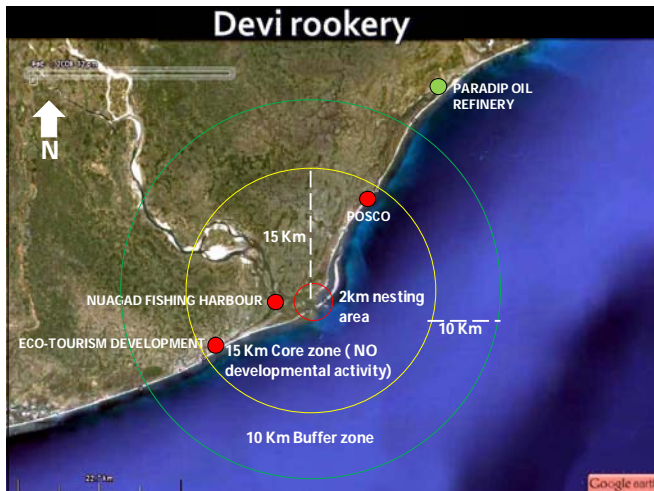 Devi rookery
PARADIP OIL
REFINERY
N
POSCO
15 Km
NUAGAD FISHING HARBOUR
2km nesting
area
10 Km
ECO-TOURISM DEVELOPMENT
15 Km Core zone ( NO
developmental activity)
10 Km Buffer zone
Google earth